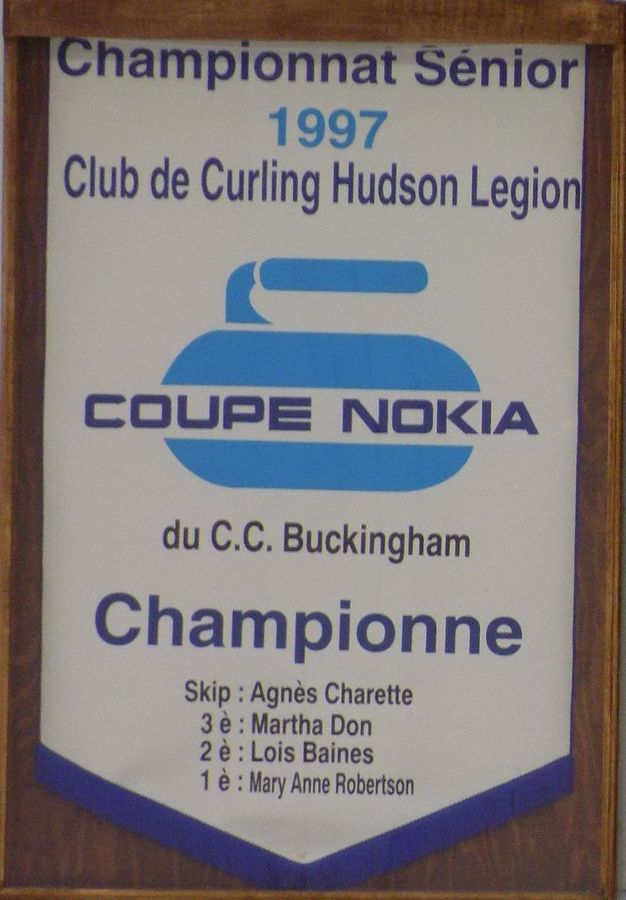 Championnat Sénior
1997
Club de Curling Hudson Legion
COUPE NOKIA
du C.C. Buckingham
Championne
Skip : Agnès Charette
3 è : Martha Don
2 è : Lois Baines
1 è : Mary Anne Robertson